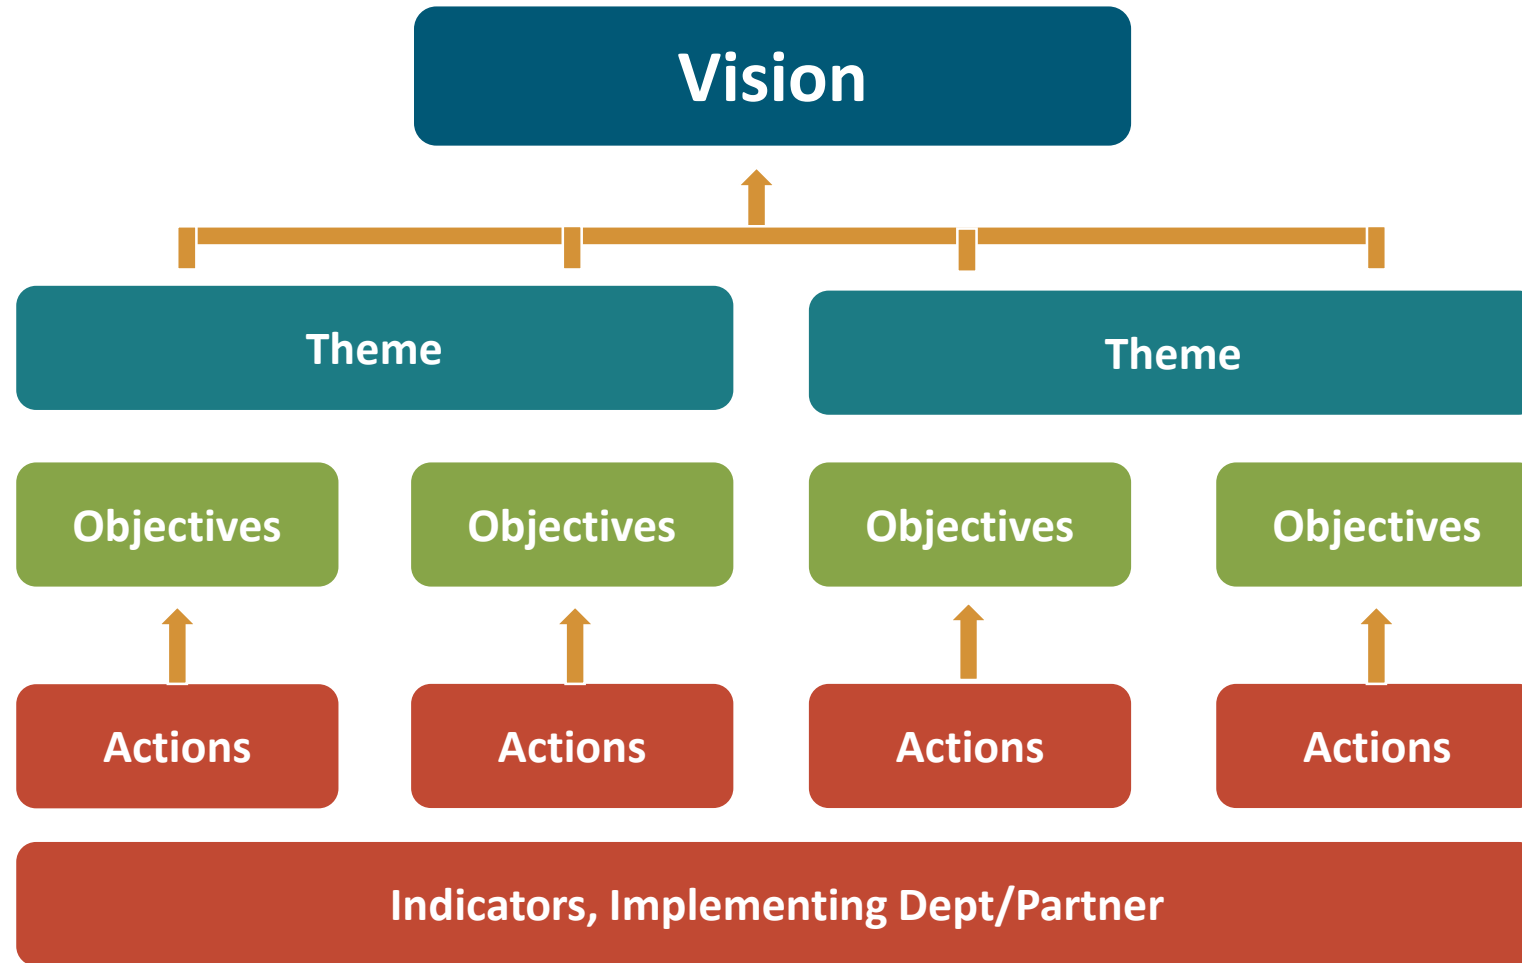 Vision
Theme
Theme
Objectives
Objectives
Objectives
Objectives
Actions
Actions
Actions
Actions
Indicators, Implementing Dept/Partner